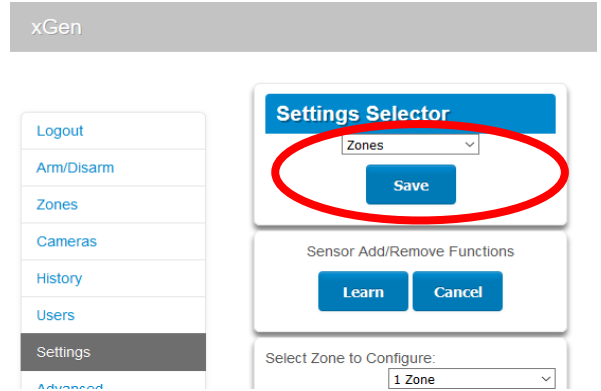 xGen
Logout
Arm/Disarm
Zones
Cameras
History
Users
Settings
Advanced
Settings Selector
Zones
Save
Sensor Add/Remove Functions
Learn Cancel
Select Zone to Configure:
1 Zone